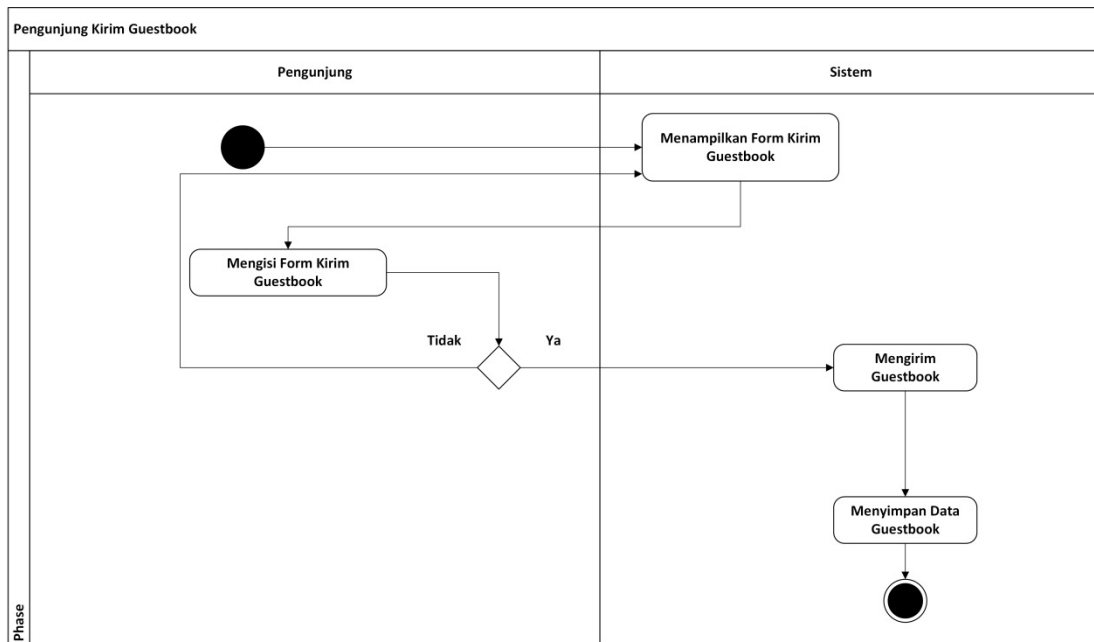 Pengunjung Kirim Guestbook
Pengunjung
Sistem
Menampilkan Form Kirim
Guestbook
Mengisi Form Kirim
Guestbook
Tidak
Ya
Mengirim
Guestbook
Menyimpan Data
Guestbook
Phase